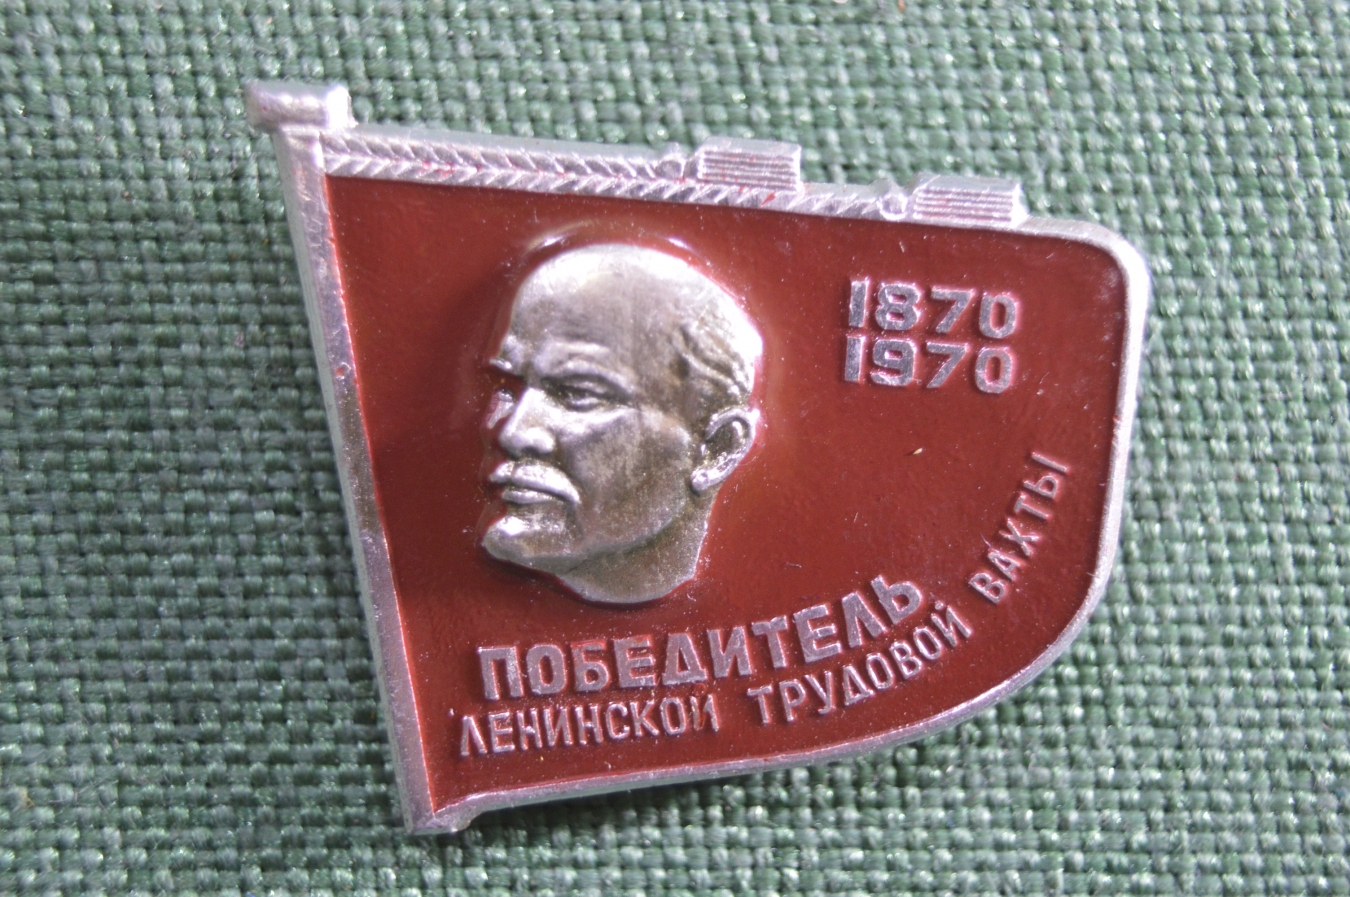 1870
1970
ПОБЕДИТЕЛЬ
ЛЕНИНСКОЙ ТРУДОВОЙ ВАХТЫ